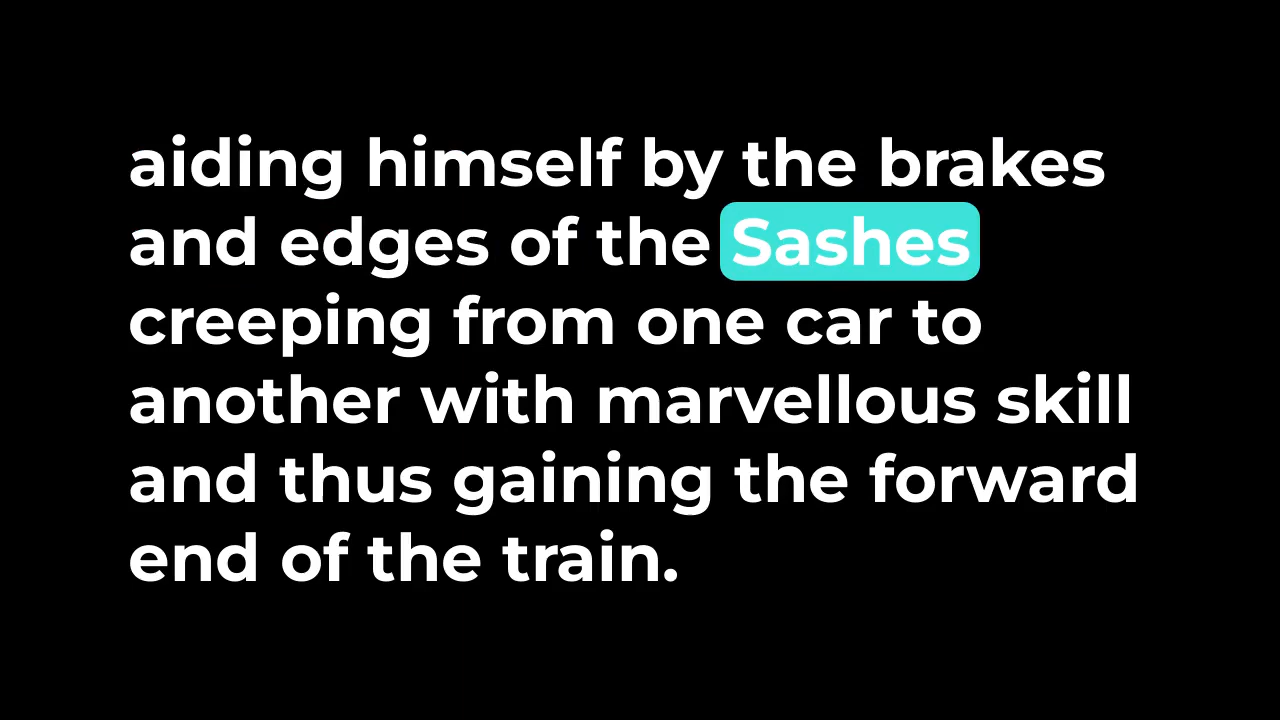 aiding himself by the brakes
and edges of the Sashes
creeping from one car to
another with marvellous skill
and thus gaining the forward
end of the train.